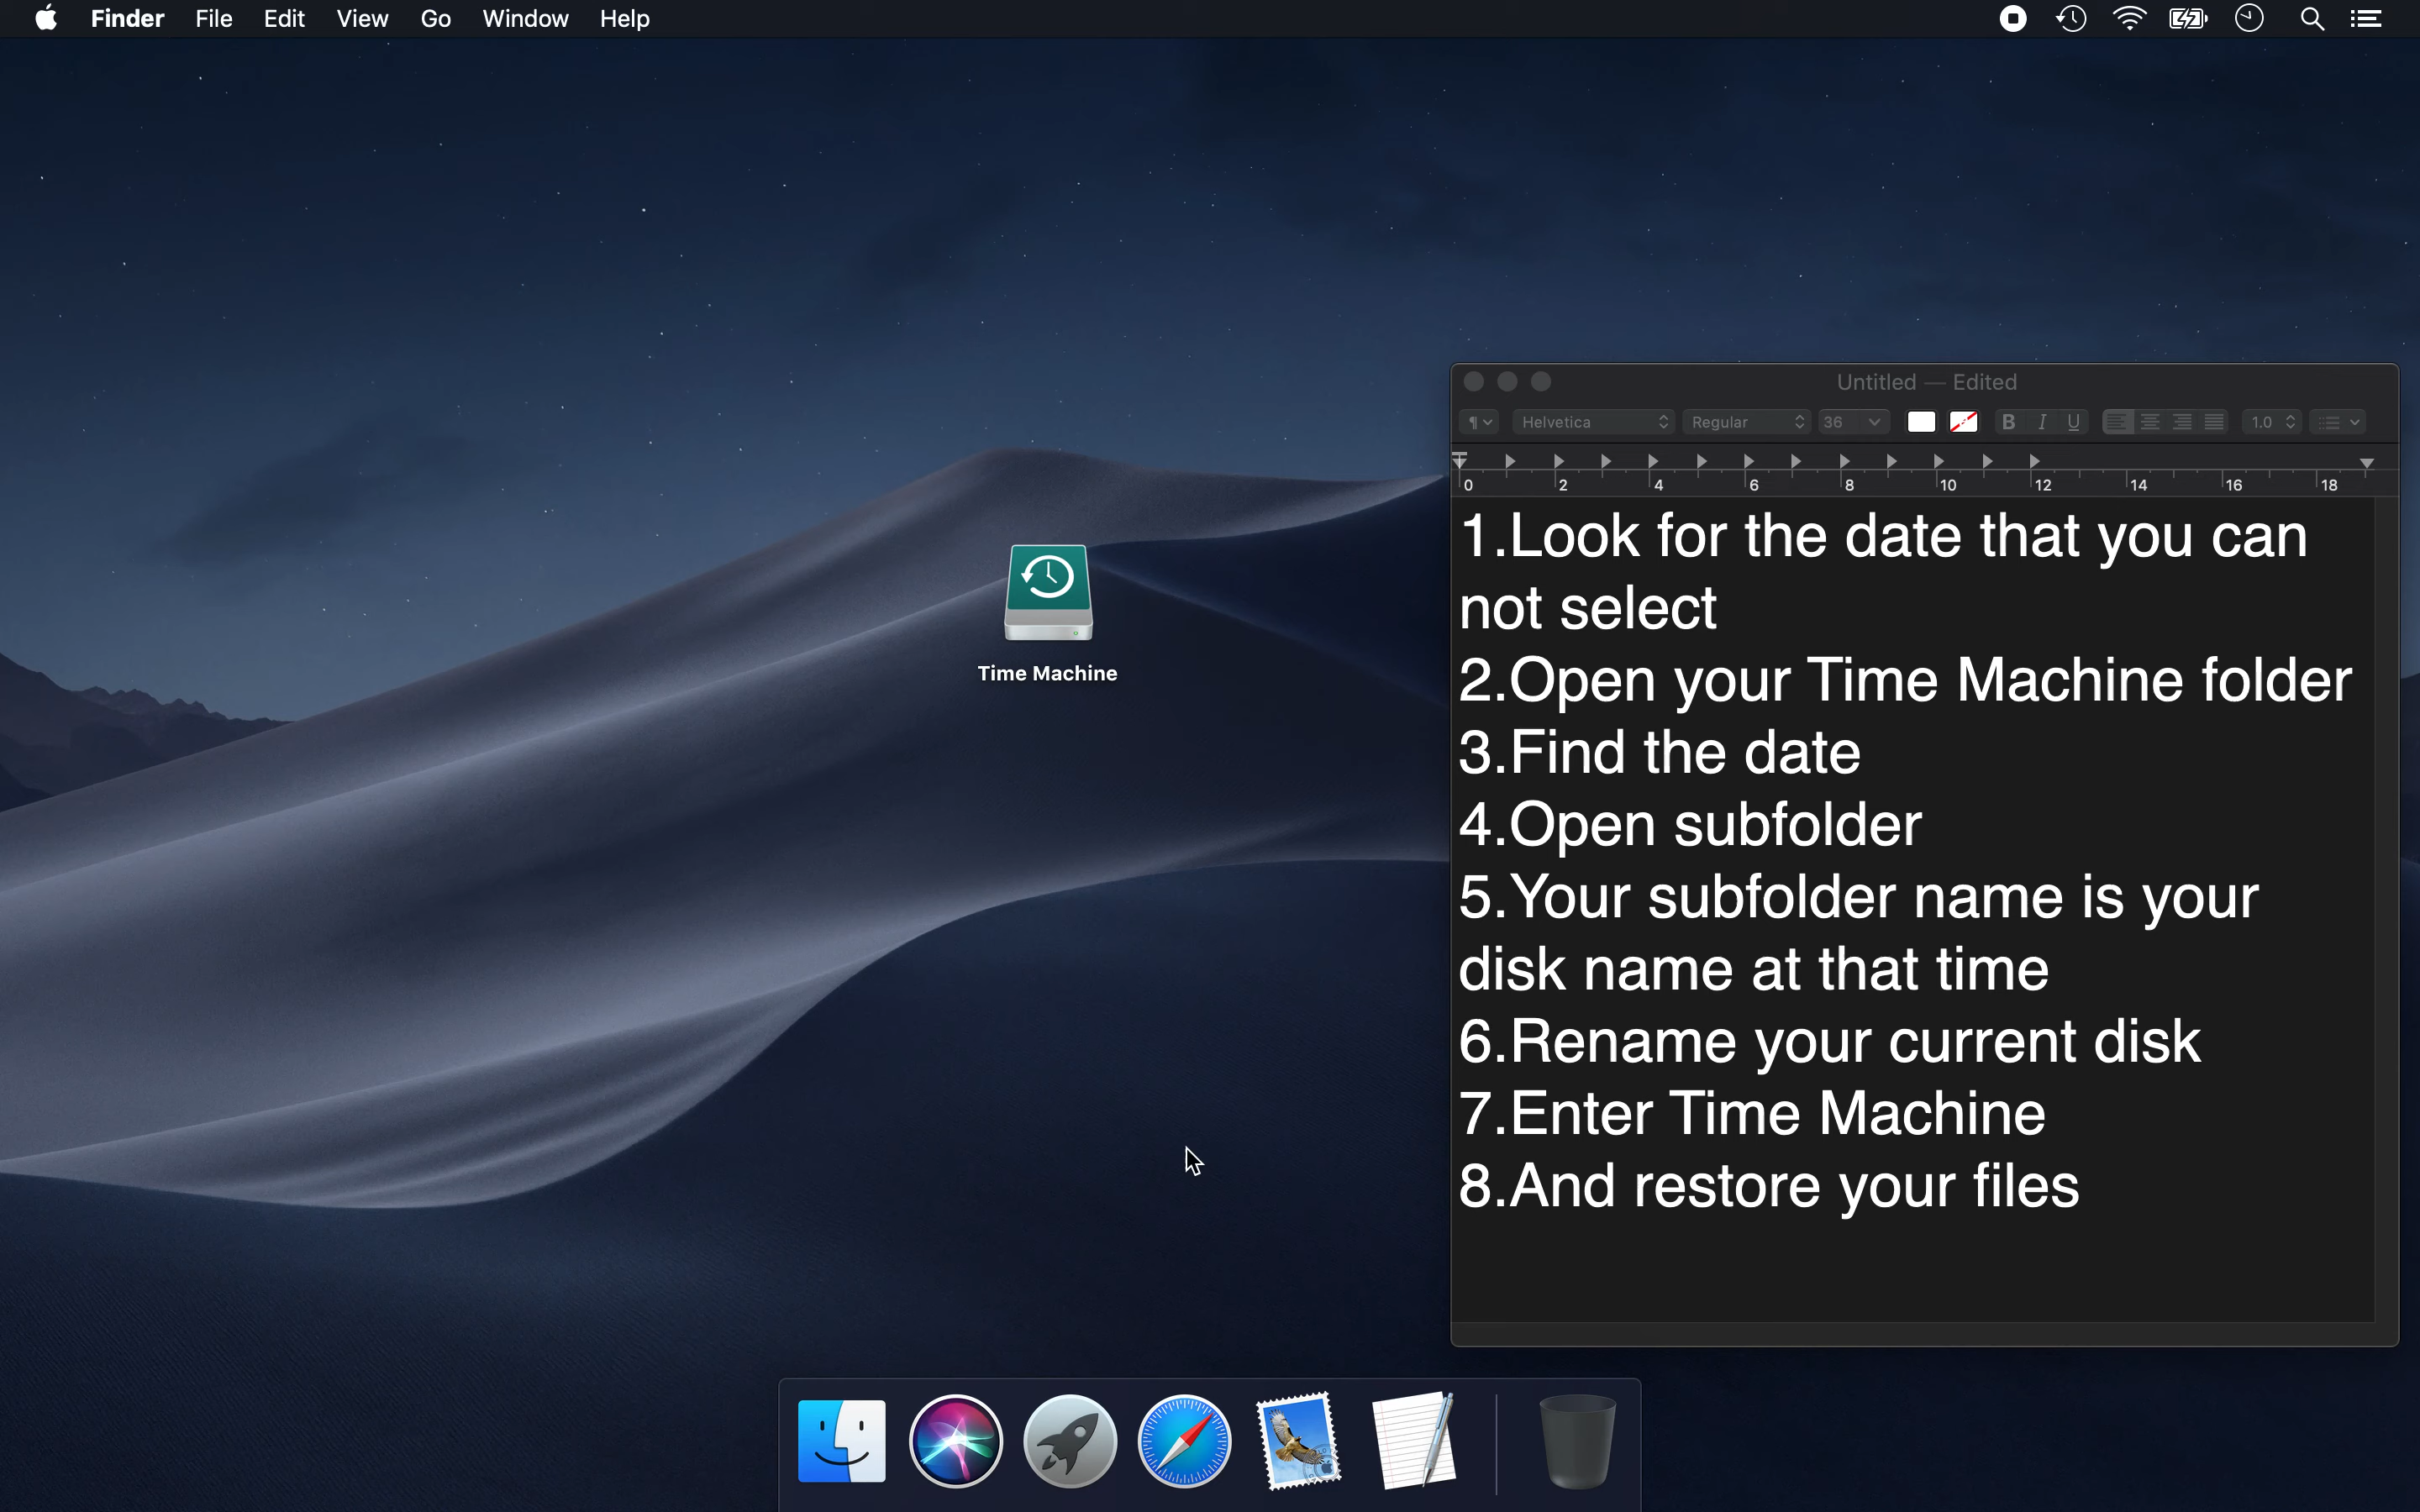 Finder File Edit View Go Window Help
Time Machine
Untitled — Edited
Helvetica Regular 36 B I U 1.0
0 2 4 6 8 10 12 14 16 18
1.Look for the date that you can
not select
2.Open your Time Machine folder
3.Find the date
4.Open subfolder
5.Your subfolder name is your
disk name at that time
6.Rename your current disk
7.Enter Time Machine
8.And restore your files